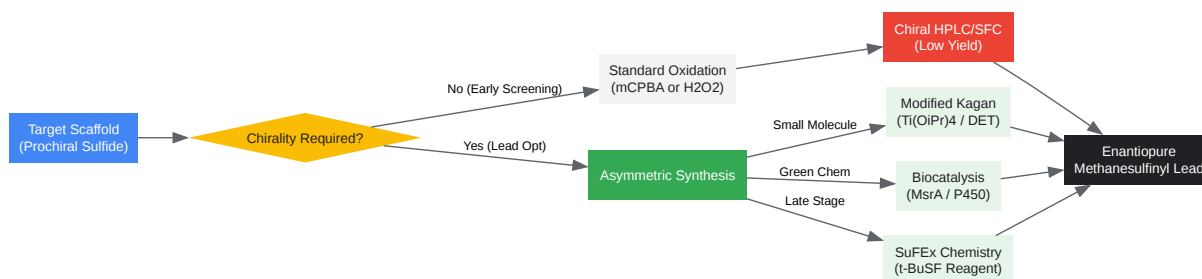 Target Scaffold
(Prochiral Sulfide)
Chirality Required?
No (Early Screening)
Yes (Lead Opt)
Standard Oxidation
(mCPBA or H2O2)
Asymmetric Synthesis
Small Molecule
Green Chem
Late Stage
Chiral HPLC/SFC
(Low Yield)
Modified Kagan
(Ti(OiPr)4 / DET)
Biocatalysis
(MsrA / P450)
SuFEx Chemistry
(t-BuSF Reagent)
Enantiopure
Methanesulfinyl Lead